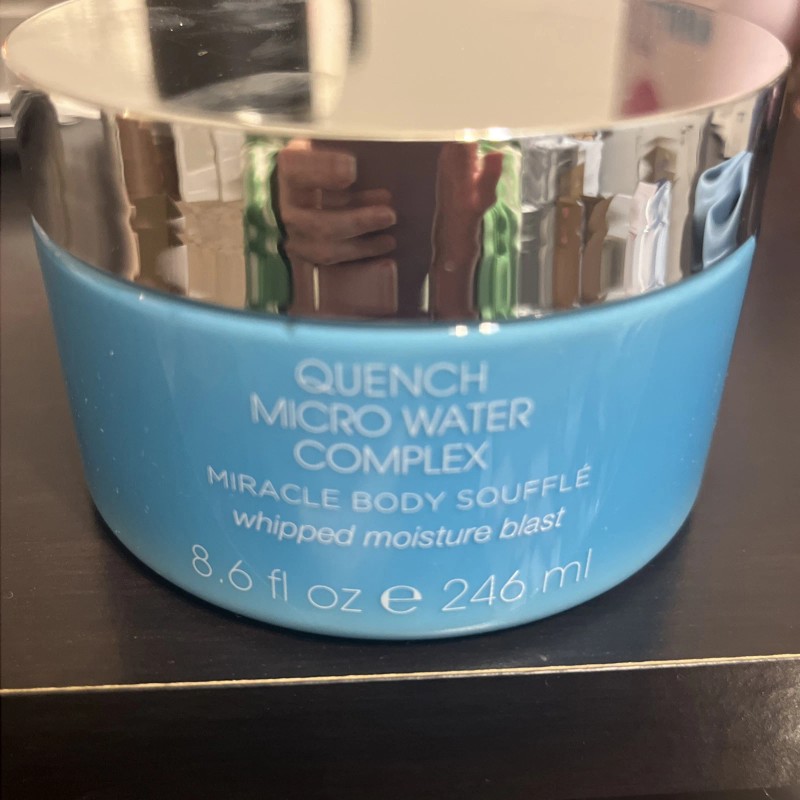 QUENCH
MICRO WATER
COMPLEX
MIRACLE BODY SOUFFLÉ
whipped moisture blast
8.6 fl oz e 246 ml